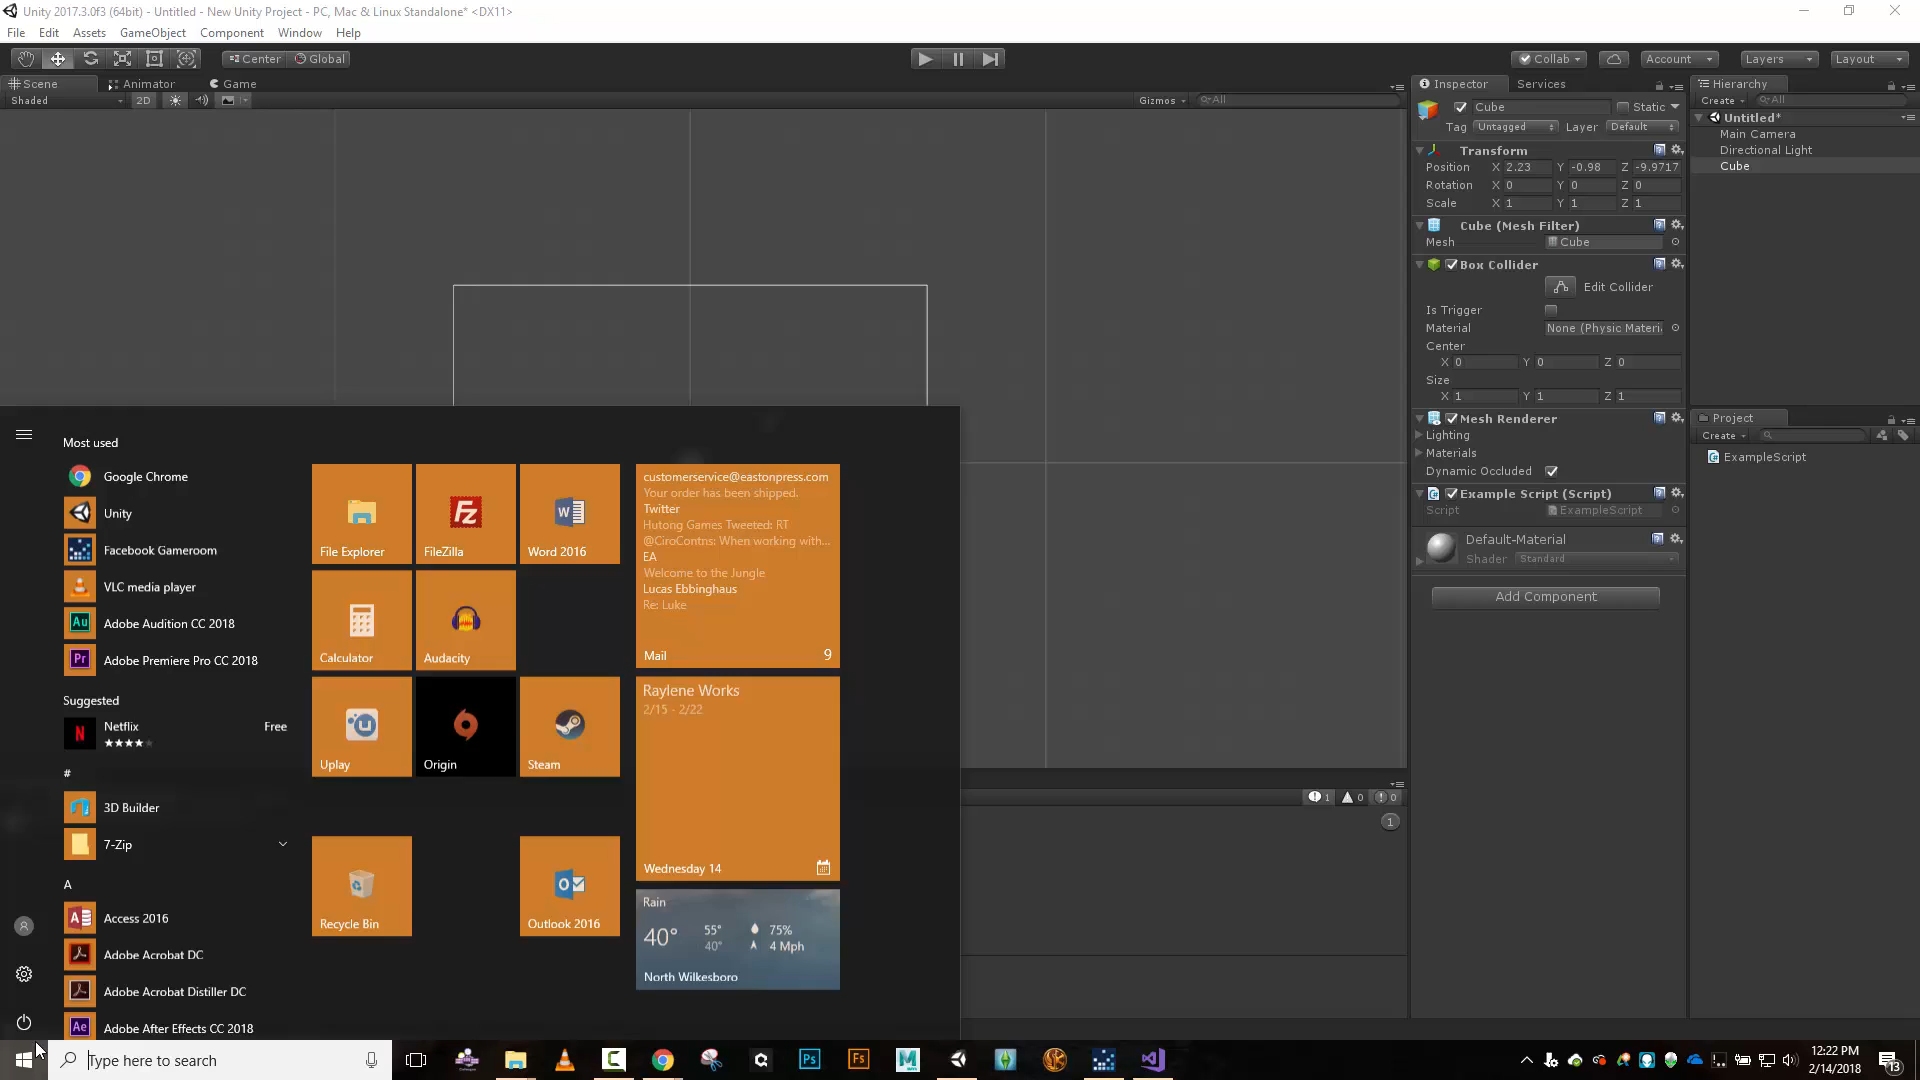 Unity 2017.3.0f3 (64bit) - Untitled - New Unity Project - PC, Mac & Linux Standalone* <DX11>
File Edit Assets GameObject Component Window Help
Center Global
Collab Account Layers Layout
Scene Animator Game
Shaded 2D Gizmos All
Inspector Services
Cube Static
Tag Untagged Layer Default
Transform
Position X 2.23 Y -0.98 Z -9.9717
Rotation X 0 Y 0 Z 0
Scale X 1 Y 1 Z 1
Cube (Mesh Filter)
Mesh Cube
Box Collider
Edit Collider
Is Trigger
Material None (Physic Materi
Center
X 0 Y 0 Z 0
Size
X 1 Y 1 Z 1
Mesh Renderer
Lighting
Materials
Dynamic Occluded
Example Script (Script)
Script ExampleScript
Default-Material
Shader Standard
Add Component
Hierarchy
Create All
Untitled*
Main Camera
Directional Light
Cube
Project
Create
ExampleScript
1 0 0
1
Most used
Google Chrome
Unity
Facebook Gameroom
VLC media player
Au
Adobe Audition CC 2018
Pr
Adobe Premiere Pro CC 2018
Suggested
N
Netflix Free
#
3D Builder
7-Zip
A
Access 2016
Adobe Acrobat DC
Adobe Acrobat Distiller DC
Ae
Adobe After Effects CC 2018
File Explorer
Fz
FileZilla
W
Word 2016
Calculator
Audacity
Uplay
Origin
Steam
Recycle Bin
Outlook 2016
customerservice@eastonpress.com
Your order has been shipped.
Twitter
Hutong Games Tweeted: RT
@CiroContns: When working with...
EA
Welcome to the Jungle
Lucas Ebbinghaus
Re: Luke
Mail 9
Raylene Works
2/15 - 2/22
Wednesday 14
Rain
40° 55° 75%
40° 4 Mph
North Wilkesboro
Type here to search
Ps
Fs
12:22 PM
2/14/2018
13